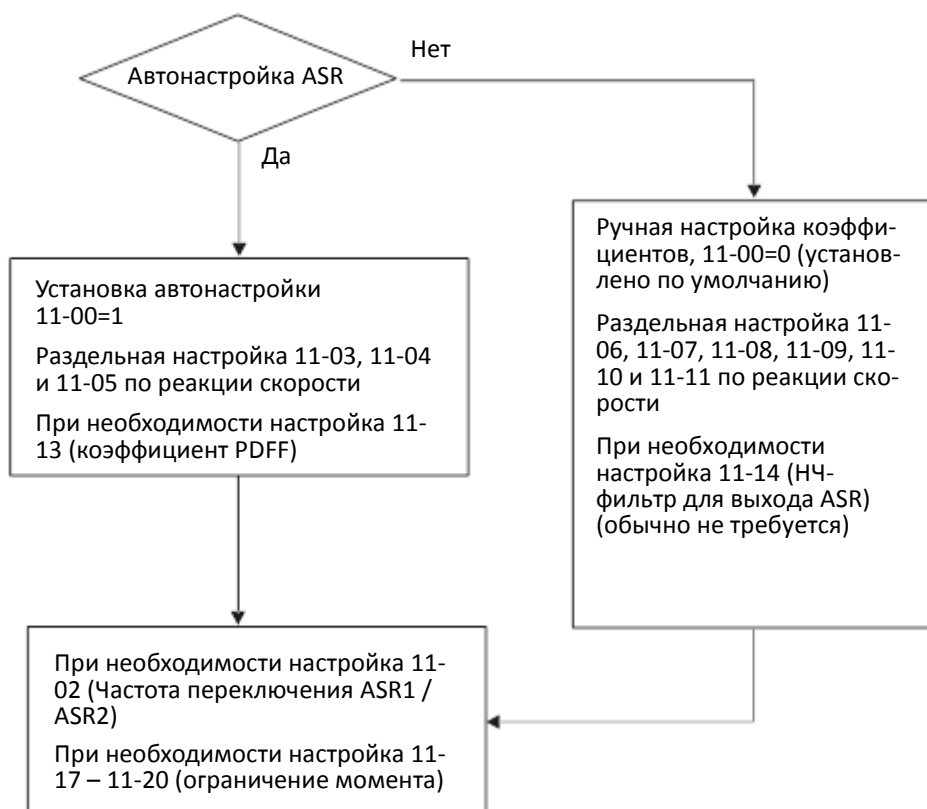 Автонастройка ASR
Нет
Да
Установка автонастройки
11-00=1
Раздельная настройка 11-03, 11-04
и 11-05 по реакции скорости
При необходимости настройка 11-
13 (коэффициент PDFF)
Ручная настройка коэффи-
циентов, 11-00=0 (установ-
лено по умолчанию)
Раздельная настройка 11-
06, 11-07, 11-08, 11-09, 11-
10 и 11-11 по реакции ско-
рости
При необходимости
настройка 11-14 (НЧ-
фильтр для выхода ASR)
(обычно не требуется)
При необходимости настройка 11-
02 (Частота переключения ASR1 /
ASR2)
При необходимости настройка 11-
17 – 11-20 (ограничение момента)